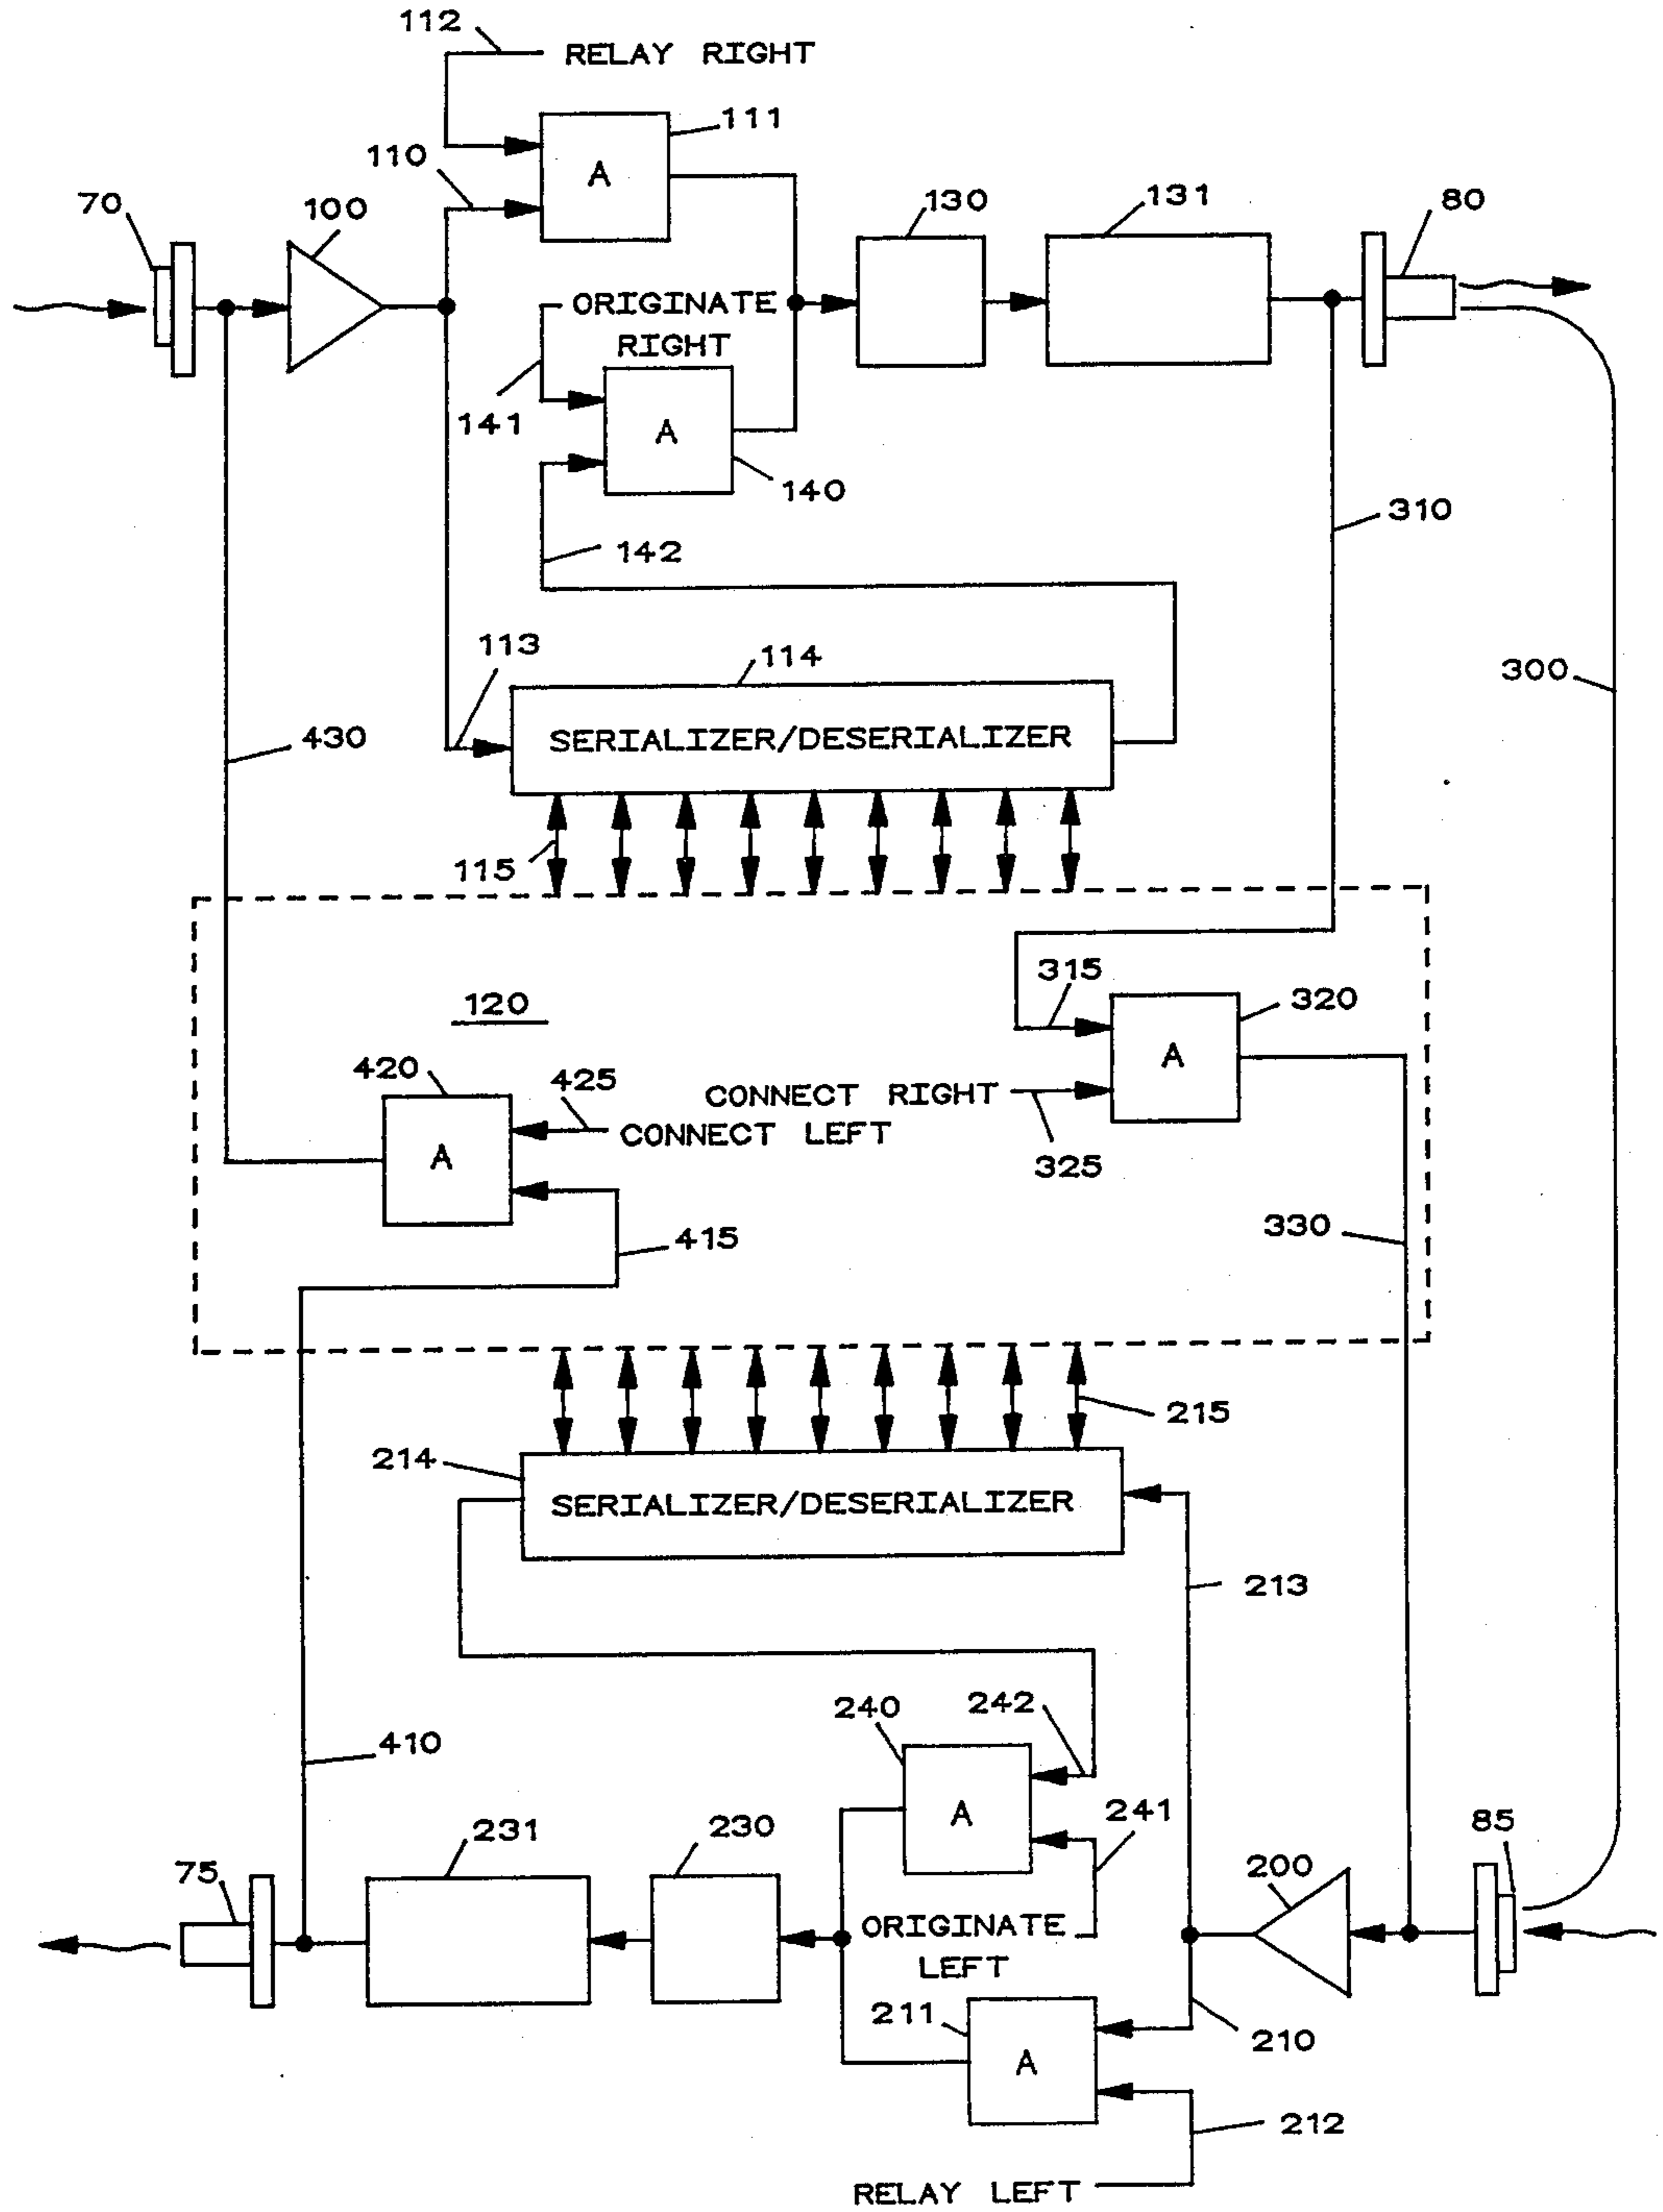 112
RELAY RIGHT
111
A
110
70
100
130
131
80
ORIGINATE
RIGHT
141
A
140
310
142
113
114
300
SERIALIZER/DESERIALIZER
430
115
315
120
320
A
420
425
CONNECT RIGHT
CONNECT LEFT
A
325
415
330
215
214
SERIALIZER/DESERIALIZER
213
240
242
410
A
241
231
230
85
75
200
ORIGINATE
LEFT
211
210
A
212
RELAY LEFT